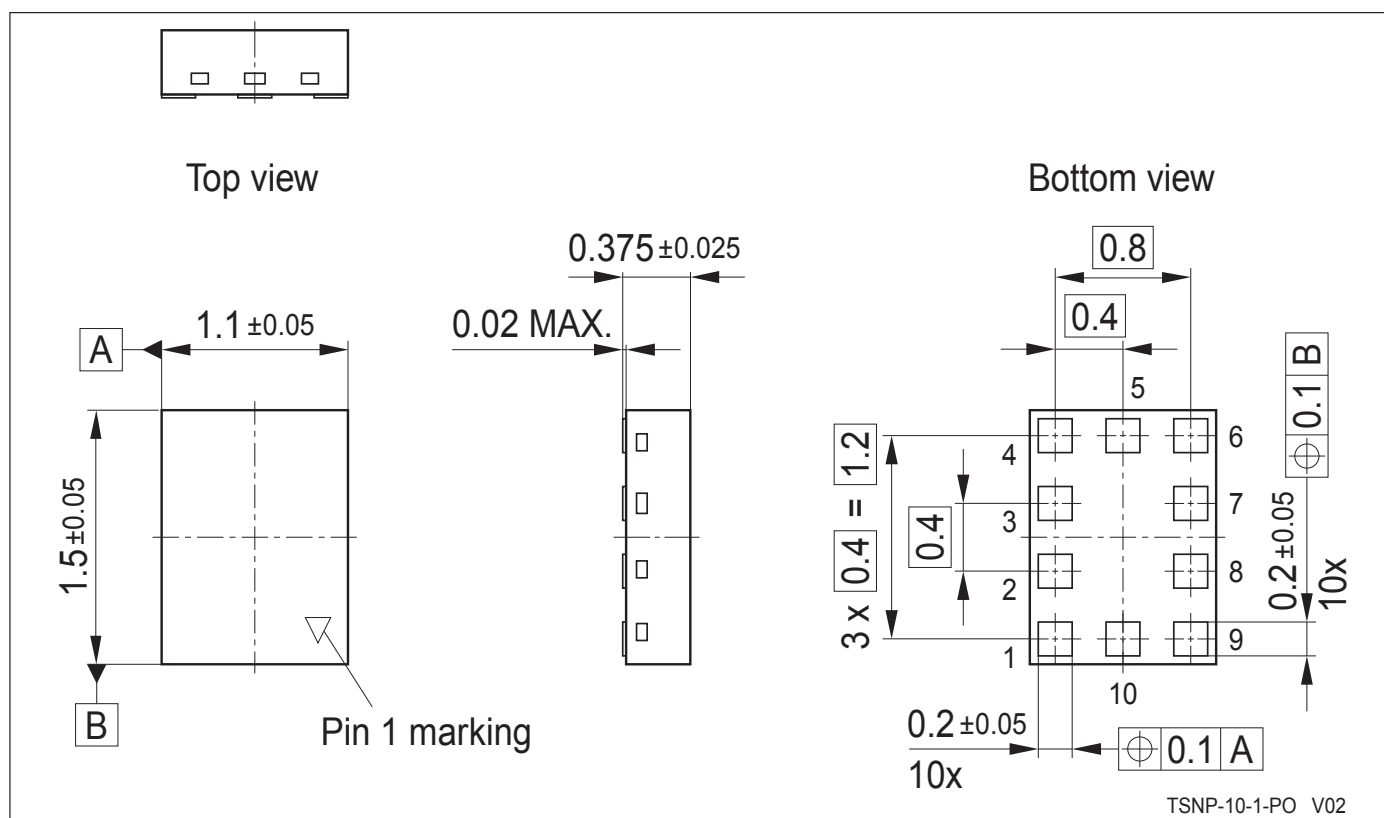 Top view
Bottom view
0.375 ±0.025
0.8
1.1 ±0.05
0.02 MAX.
0.4
A
5
0.1 B
4
6
3 x 0.4 = 1.2
0.4
3
7
1.5 ±0.05
2
8
0.2 ±0.05
10x
1
9
10
B
Pin 1 marking
0.2 ±0.05
10x
0.1 A
TSNP-10-1-PO V02